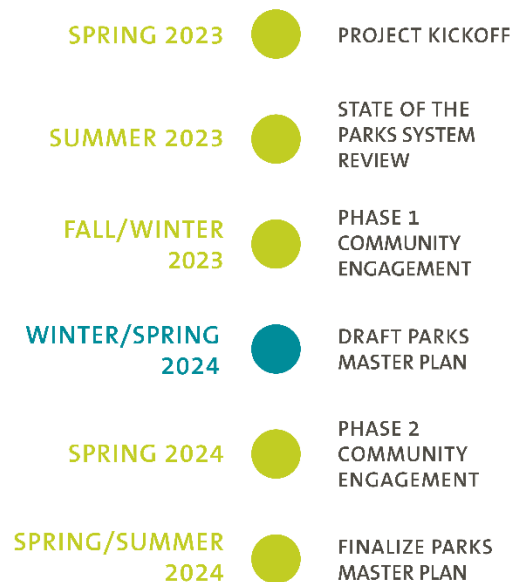 SPRING 2023
PROJECT KICKOFF
SUMMER 2023
STATE OF THE
PARKS SYSTEM
REVIEW
FALL/WINTER
2023
PHASE 1
COMMUNITY
ENGAGEMENT
WINTER/SPRING
2024
DRAFT PARKS
MASTER PLAN
SPRING 2024
PHASE 2
COMMUNITY
ENGAGEMENT
SPRING/SUMMER
2024
FINALIZE PARKS
MASTER PLAN